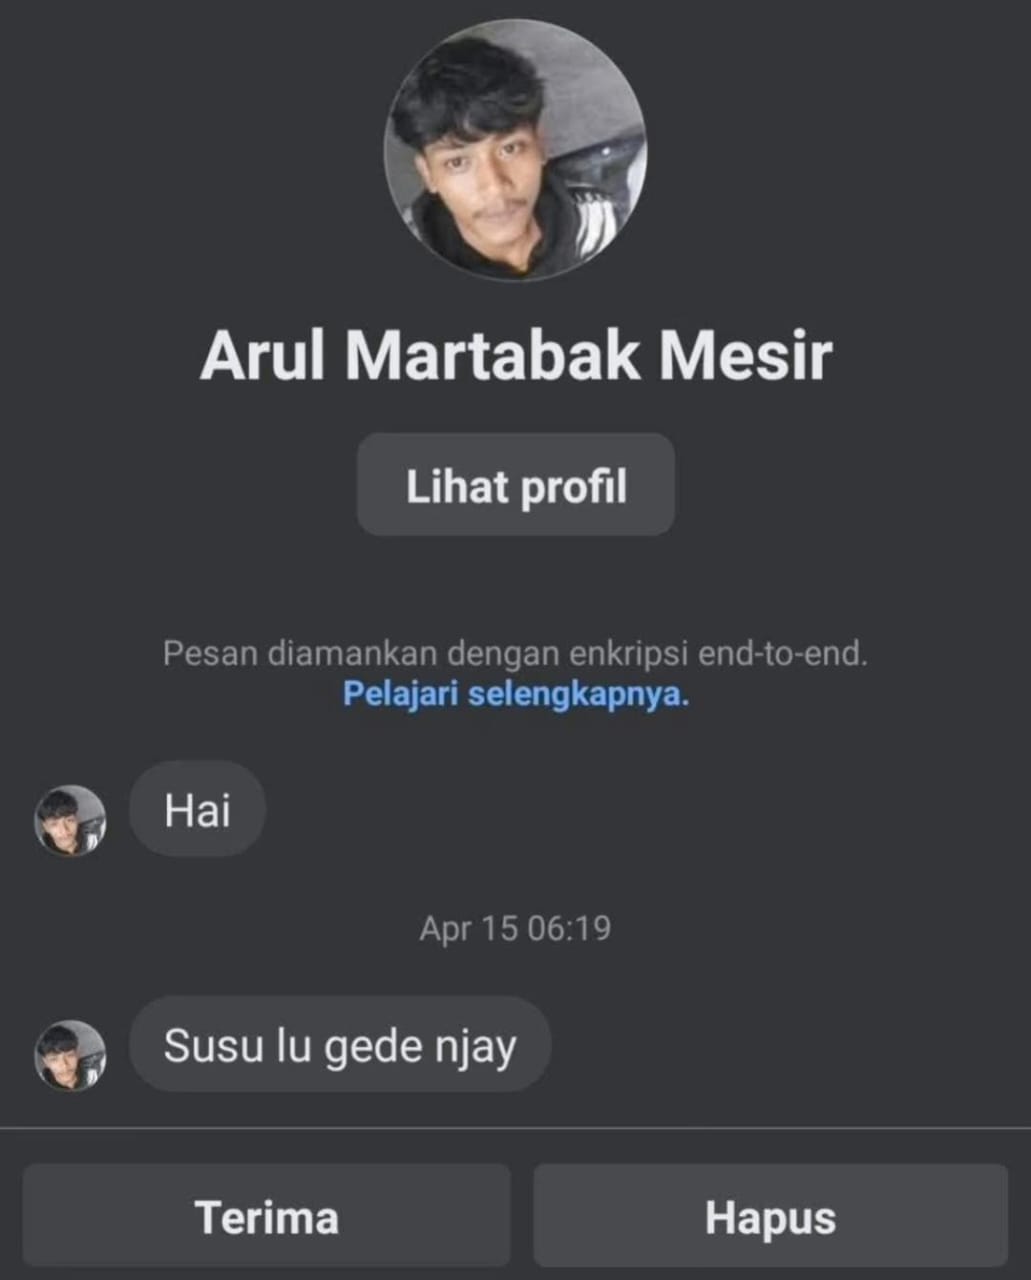 Arul Martabak Mesir
Lihat profil
Pesan diamankan dengan enkripsi end-to-end.
Pelajari selengkapnya.
Hai
Apr 15 06:19
Susu lu gede njay
Terima
Hapus